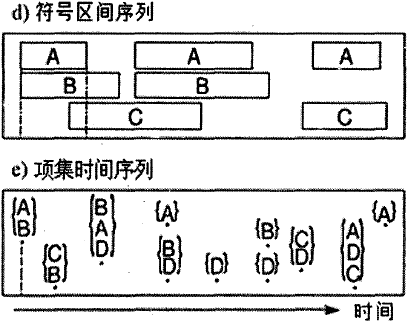 d) 符号区间序列
A A A
B B
C C
e) 项集时间序列
{A B} {C B} {B A D} {A} {B D} {D} {B} {D} {C D} {A D C} {A}
时间